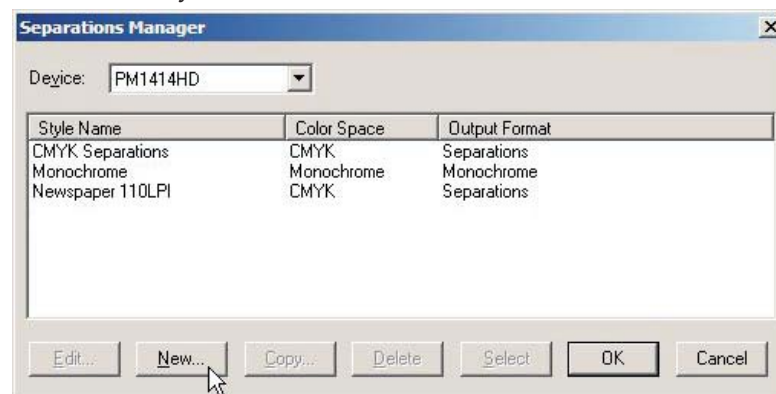 Separations Manager
Device: PM1414HD
Style Name Color Space Output Format
CMYK Separations CMYK Separations
Monochrome Monochrome Monochrome
Newspaper 110LPI CMYK Separations
Edit... New... Copy... Delete Select OK Cancel